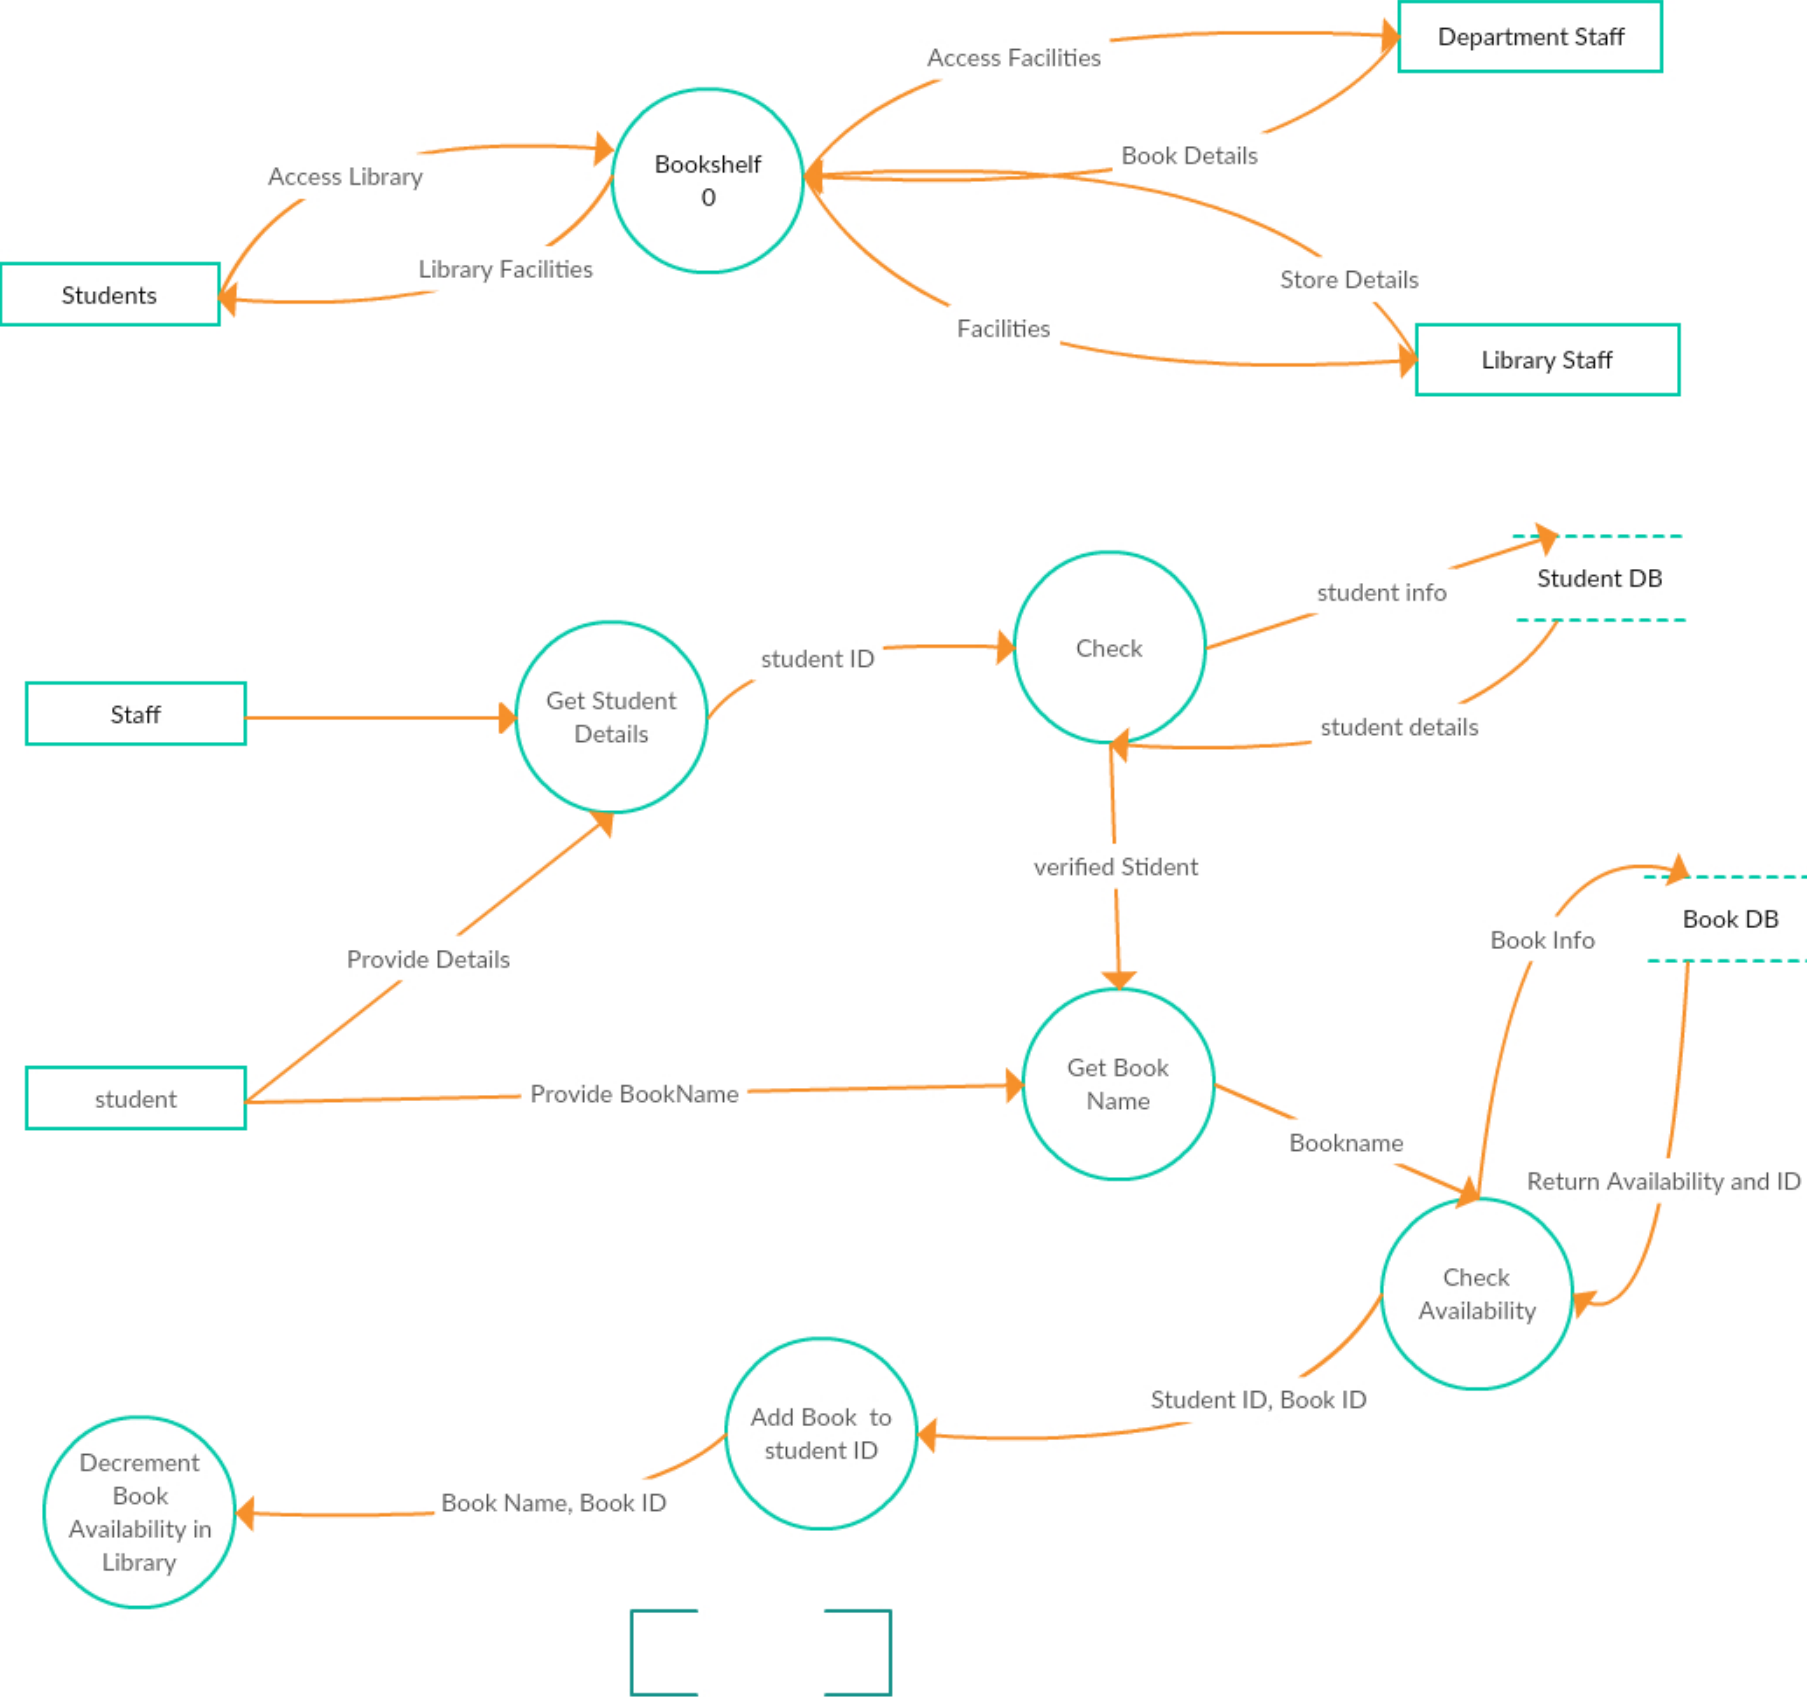 Department Staff
Access Facilities
Book Details
Bookshelf
0
Access Library
Library Facilities
Students
Store Details
Facilities
Library Staff
Student DB
student info
Check
student ID
Get Student
Details
Staff
student details
verified Stident
Book DB
Book Info
Provide Details
Get Book
Name
Provide BookName
student
Bookname
Return Availability and ID
Check
Availability
Student ID, Book ID
Add Book  to
student ID
Book Name, Book ID
Decrement
Book
Availability in
Library